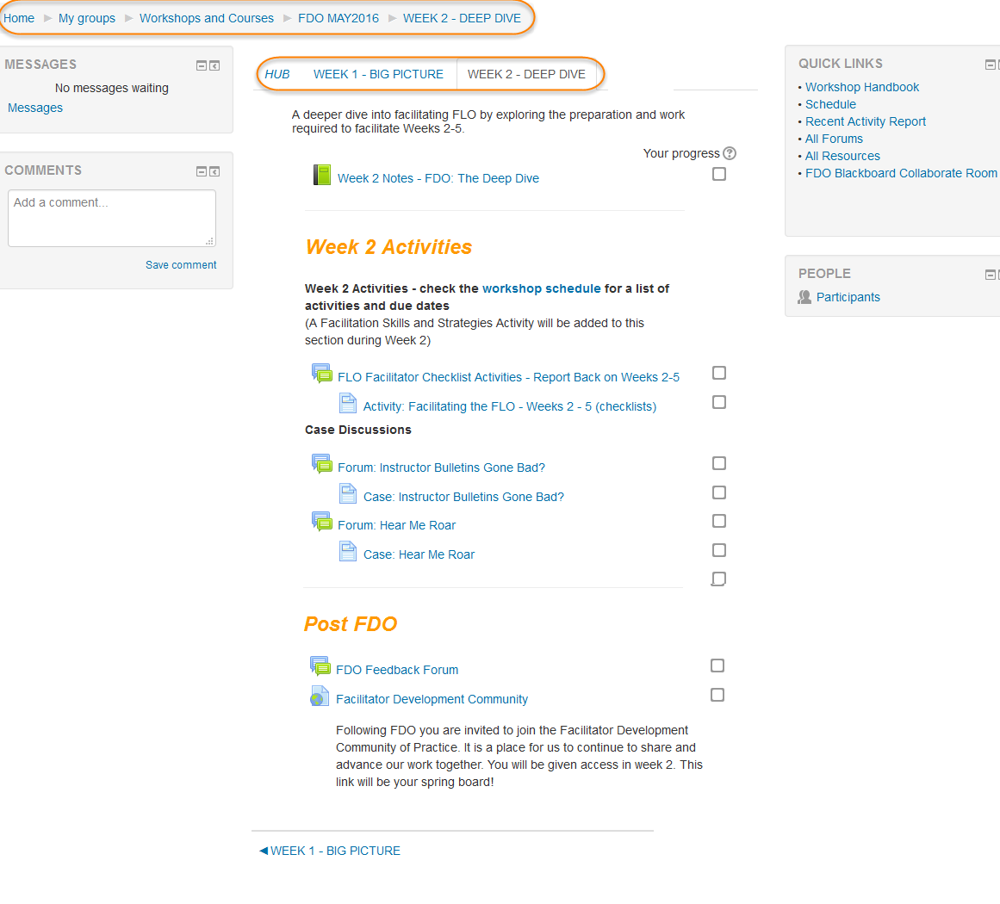 Home ► My groups ► Workshops and Courses ► FDO MAY2016 ► WEEK 2 - DEEP DIVE
MESSAGES
No messages waiting
Messages
COMMENTS
Add a comment...
Save comment
HUB WEEK 1 - BIG PICTURE WEEK 2 - DEEP DIVE
A deeper dive into facilitating FLO by exploring the preparation and work
required to facilitate Weeks 2-5.
Your progress
Week 2 Notes - FDO: The Deep Dive
Week 2 Activities
Week 2 Activities - check the workshop schedule for a list of
activities and due dates
(A Facilitation Skills and Strategies Activity will be added to this
section during Week 2)
FLO Facilitator Checklist Activities - Report Back on Weeks 2-5
Activity: Facilitating the FLO - Weeks 2 - 5 (checklists)
Case Discussions
Forum: Instructor Bulletins Gone Bad?
Case: Instructor Bulletins Gone Bad?
Forum: Hear Me Roar
Case: Hear Me Roar
Post FDO
FDO Feedback Forum
Facilitator Development Community
Following FDO you are invited to join the Facilitator Development
Community of Practice. It is a place for us to continue to share and
advance our work together. You will be given access in week 2. This
link will be your spring board!
◄WEEK 1 - BIG PICTURE
QUICK LINKS
• Workshop Handbook
• Schedule
• Recent Activity Report
• All Forums
• All Resources
• FDO Blackboard Collaborate Room
PEOPLE
Participants